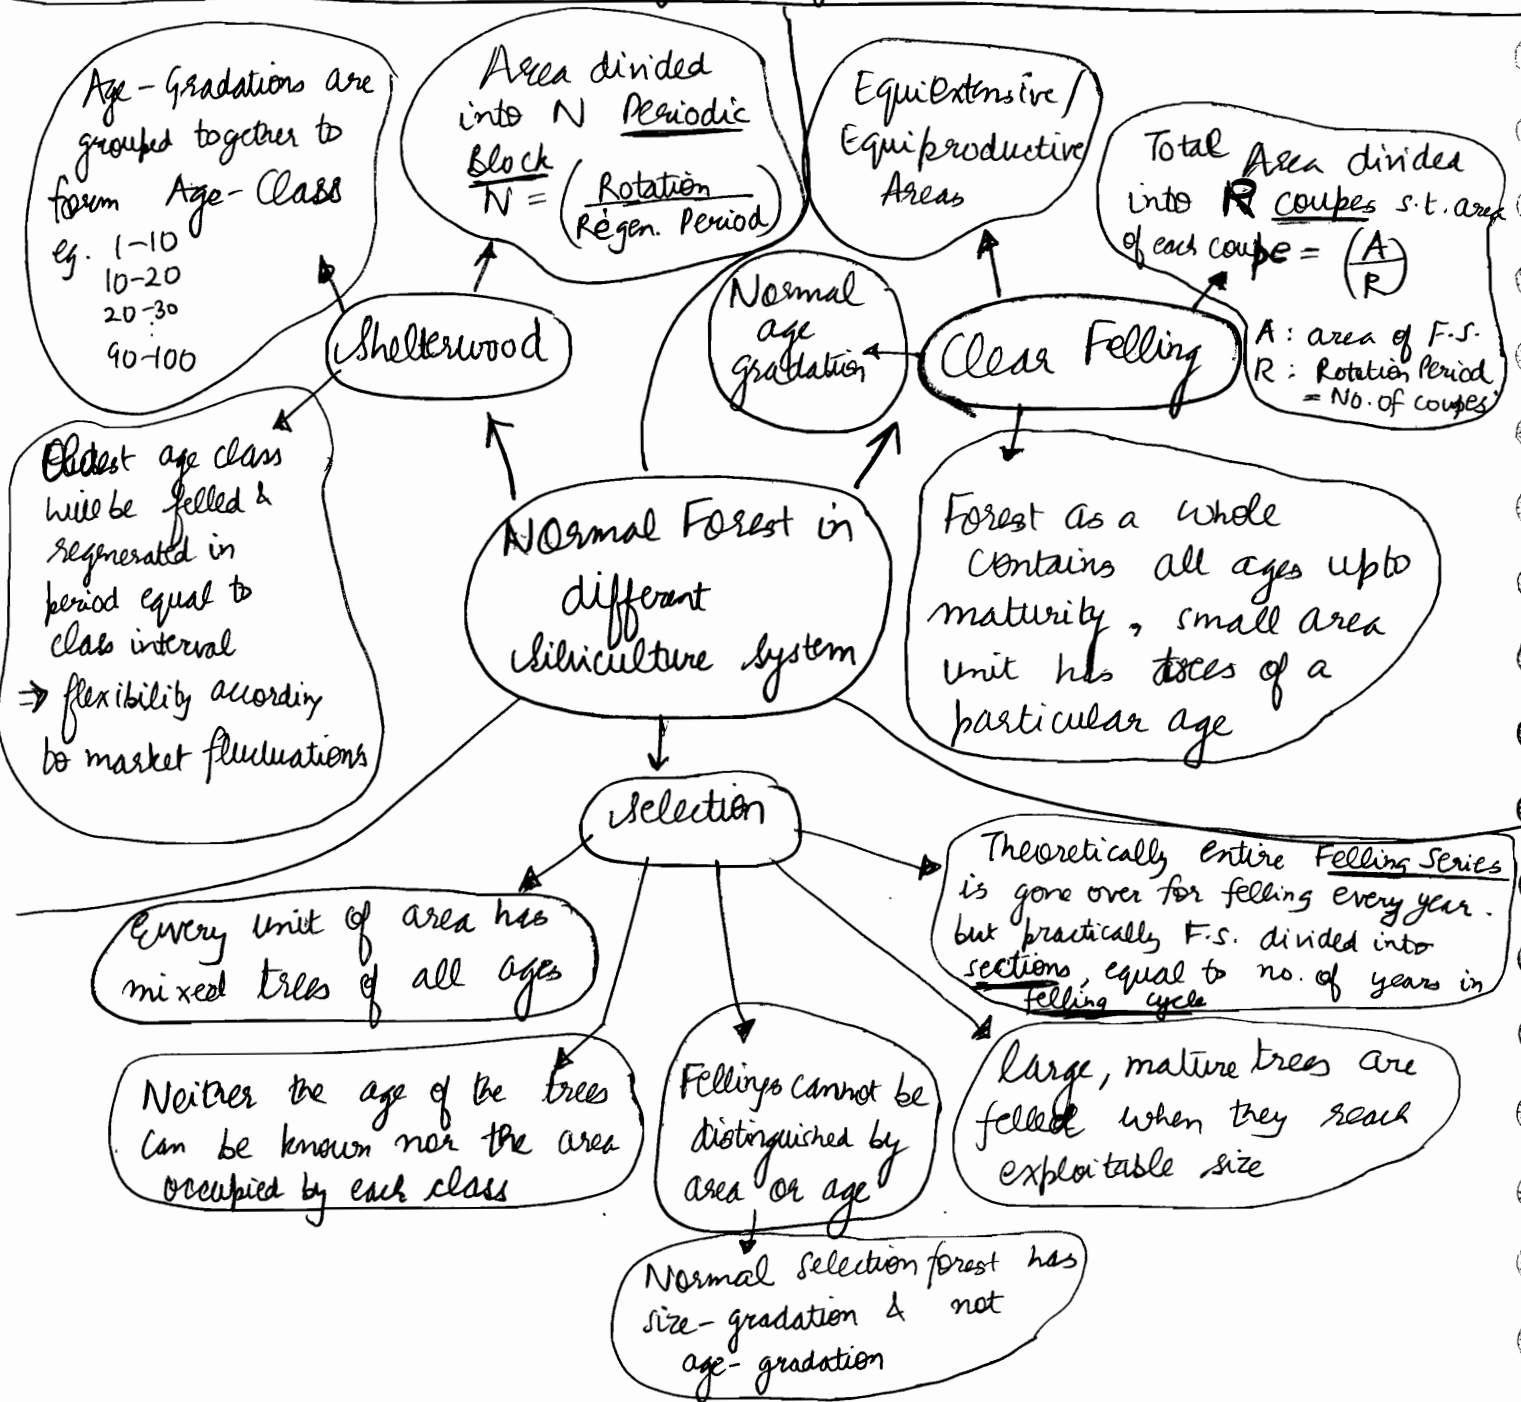 Age-Gradations are
grouped together to
form Age-Class
eg. 1-10
10-20
20-30
⋮
90-100
Area divided
into N Periodic
Block
N = (Rotation / Regen. Period)
Equiextensive/
Equiproductive
Areas
Total Area divided
into R coupes s.t. area
of each coupe = (A/R)
A: area of F.S.
R: Rotation Period
= No. of coupes
Normal
age
gradation
Shelterwood
Clear Felling
Oldest age class
will be felled &
regenerated in
period equal to
class interval
⇒ flexibility according
to market fluctuations
Normal Forest in
different
Silviculture System
Forest as a whole
contains all ages upto
maturity, small area
unit has trees of a
particular age
Selection
Every unit of area has
mixed trees of all ages
Theoretically entire Felling Series
is gone over for felling every year.
but practically F.S. divided into
sections, equal to no. of years in
felling cycle
Neither the age of the trees
can be known nor the area
occupied by each class
Fellings cannot be
distinguished by
area or age
large, mature trees are
felled when they reach
exploitable size
Normal selection forest has
size-gradation & not
age-gradation